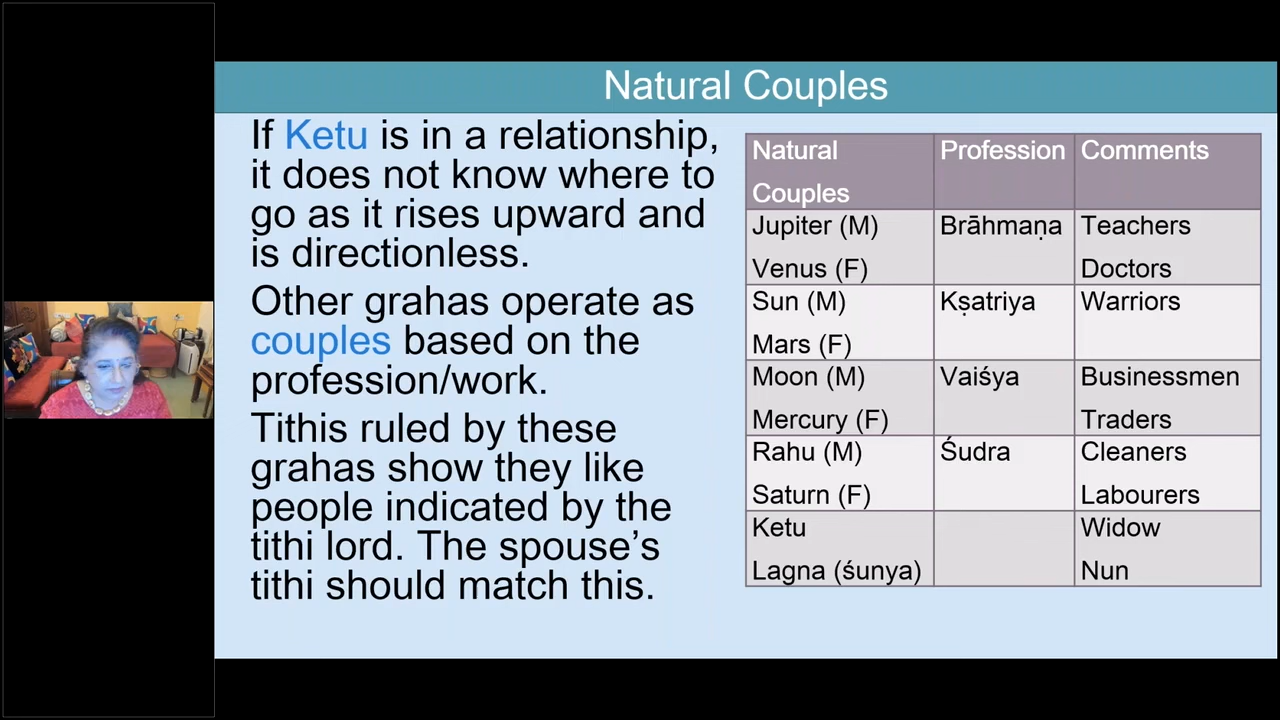 Natural Couples
If Ketu is in a relationship,
it does not know where to
go as it rises upward and
is directionless.
Other grahas operate as
couples based on the
profession/work.
Tithis ruled by these
grahas show they like
people indicated by the
tithi lord. The spouse’s
tithi should match this.
Natural Profession Comments
Couples
Jupiter (M) Brāhmaṇa Teachers
Venus (F) Doctors
Sun (M) Kṣatriya Warriors
Mars (F)
Moon (M) Vaiśya Businessmen
Mercury (F) Traders
Rahu (M) Śudra Cleaners
Saturn (F) Labourers
Ketu Widow
Lagna (śunya) Nun